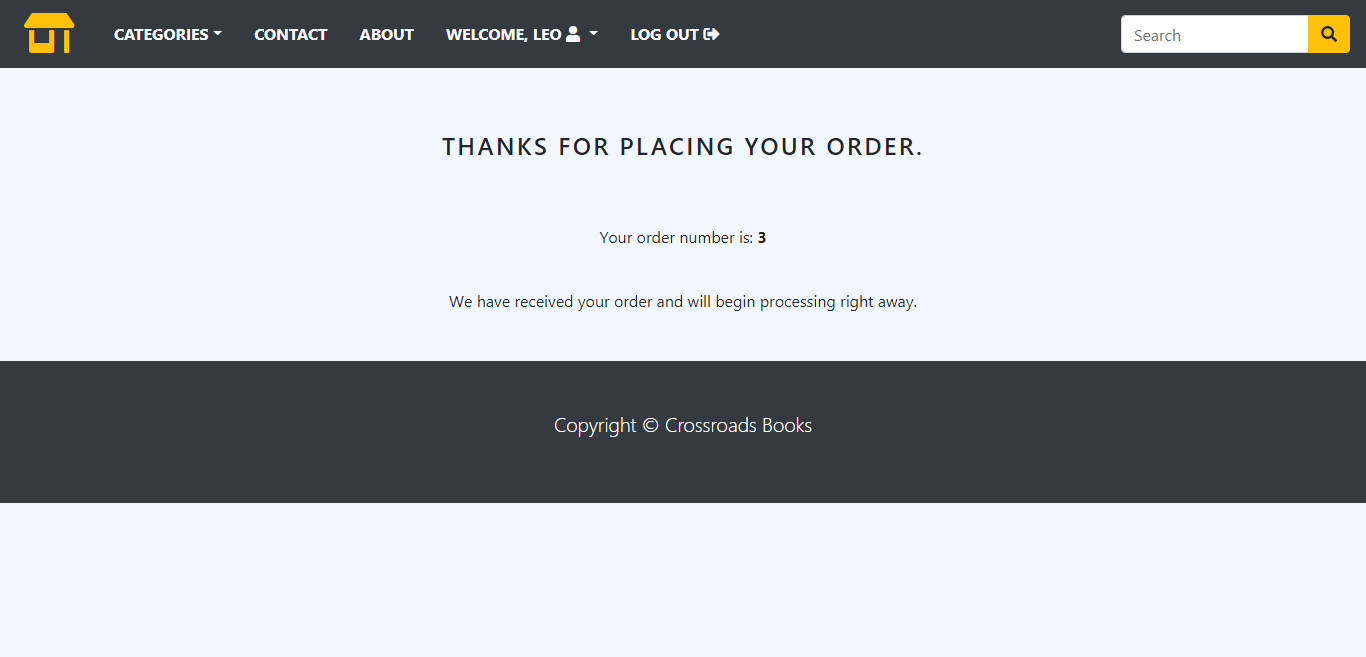 CATEGORIES CONTACT ABOUT WELCOME, LEO LOG OUT Search
THANKS FOR PLACING YOUR ORDER.
Your order number is: 3
We have received your order and will begin processing right away.
Copyright © Crossroads Books